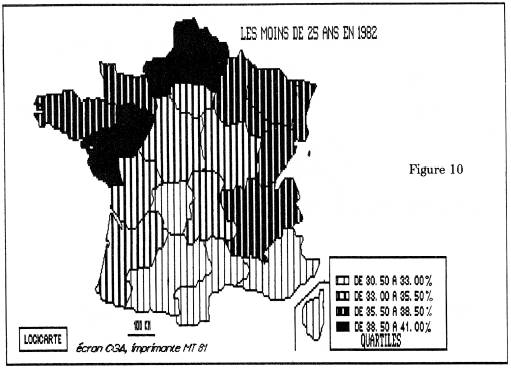 LES MOINS DE 25 ANS EN 1982
Figure 10
DE 30.50 A 33.00%
DE 33.00 A 35.50%
DE 35.50 A 38.50%
DE 38.50 A 41.00%
QUARTILES
100 KM
LOGICARTE
écran CGA, imprimante MT 81